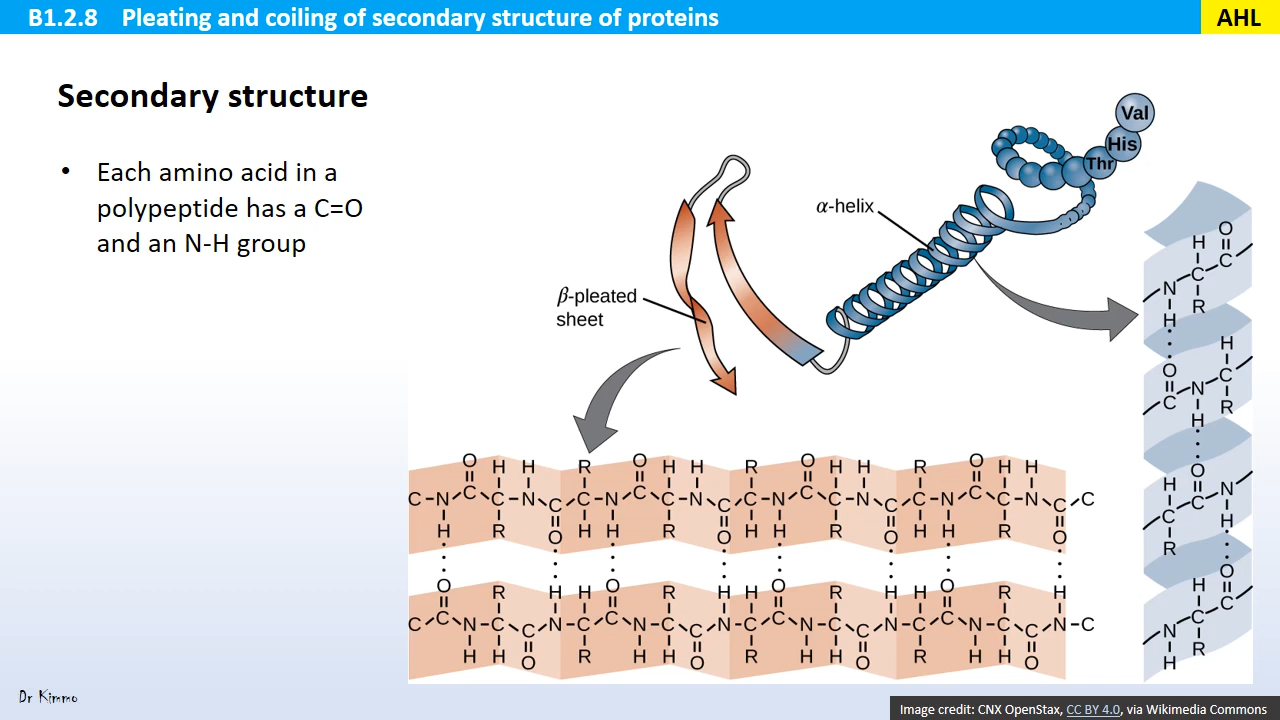 B1.2.8 Pleating and coiling of secondary structure of proteins
AHL
Secondary structure
• Each amino acid in a
polypeptide has a C=O
and an N-H group
Val
His
Thr
α-helix
β-pleated
sheet
O H H R O H H R O H H R O H H
C–N C C–N C C–N C C–N C C–N C C–N C C–N C C–N C C
H R O H H R O H H R O H H R O
O R H H O R H H O R H H O R H
C C N–C C N–C C N–C C N–C C N–C C N–C C N–C C N–C
H H O R H H O R H H O R H H O
H O
C C
N
H R
H
O C
C N R
H
O
H C N
C H
R
O
H C
N C
H R
Dr Kimmo
Image credit: CNX OpenStax, CC BY 4.0, via Wikimedia Commons